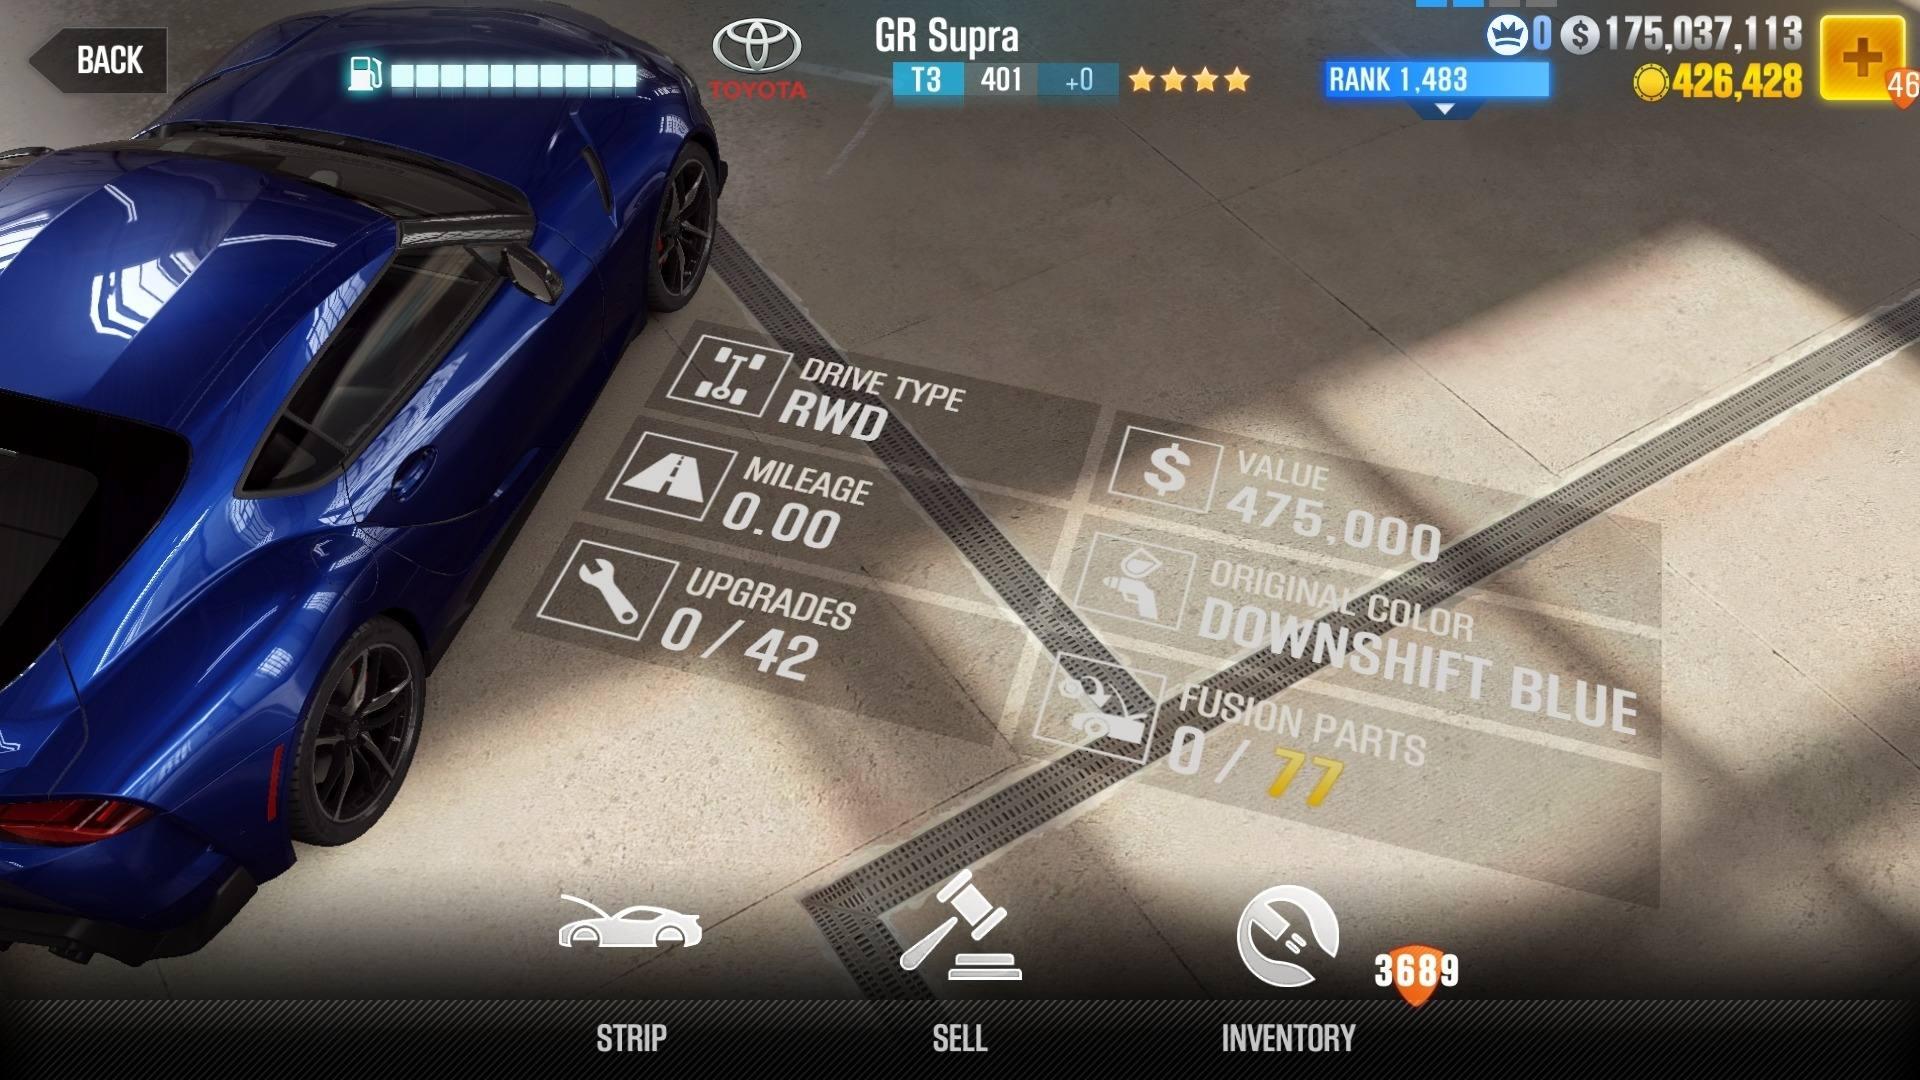 BACK
TOYOTA
GR Supra
T3 401 +0
RANK 1,483
0 $ 175,037,113
426,428
46
DRIVE TYPE
RWD
MILEAGE
0.00
UPGRADES
0 / 42
$ VALUE
475,000
ORIGINAL COLOR
DOWNSHIFT BLUE
FUSION PARTS
0 / 77
3689
STRIP
SELL
INVENTORY